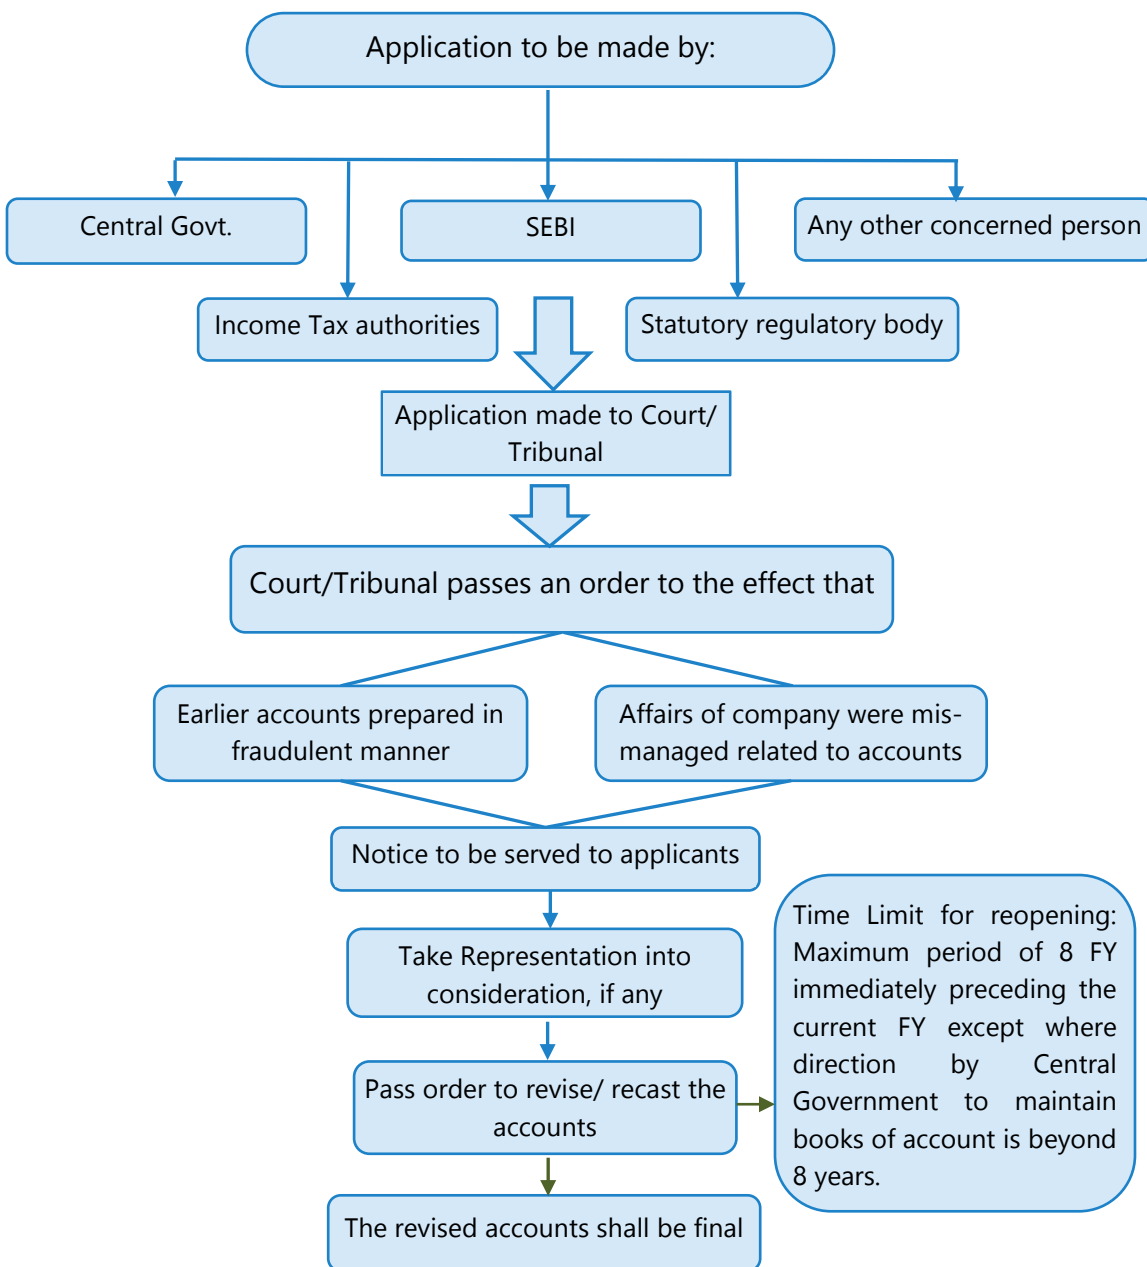 Application to be made by:
Central Govt.
SEBI
Any other concerned person
Income Tax authorities
Statutory regulatory body
Application made to Court/
Tribunal
Court/Tribunal passes an order to the effect that
Earlier accounts prepared in
fraudulent manner
Affairs of company were mis-
managed related to accounts
Notice to be served to applicants
Take Representation into
consideration, if any
Pass order to revise/ recast the
accounts
Time Limit for reopening:
Maximum period of 8 FY
immediately preceding the
current FY except where
direction by Central
Government to maintain
books of account is beyond
8 years.
The revised accounts shall be final